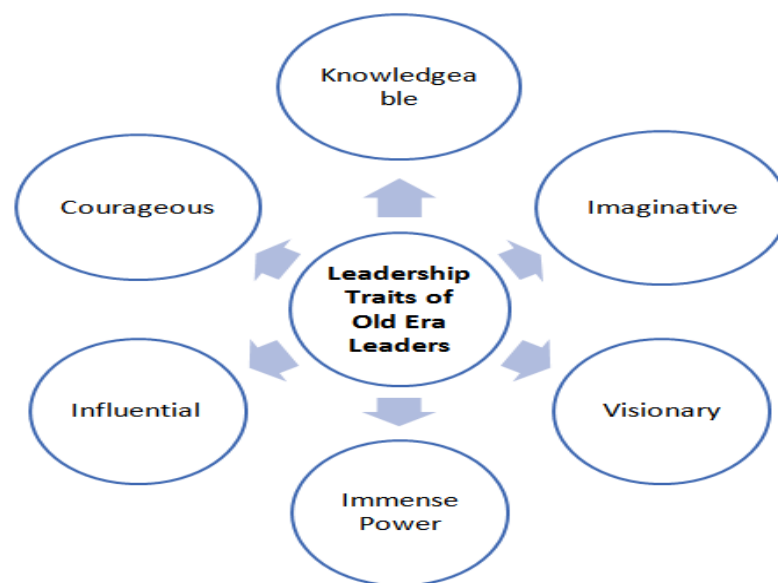 Knowledgea
ble
Courageous
Imaginative
Leadership
Traits of
Old Era
Leaders
Influential
Visionary
Immense
Power